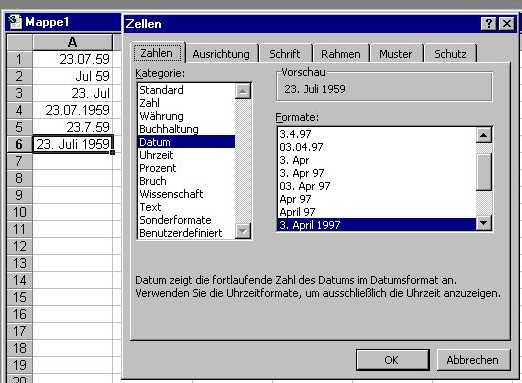 Mappe1
A
1 23.07.59
2 Jul 59
3 23. Jul
4 23.07.1959
5 23.7.59
6 23. Juli 1959
7
8
9
10
11
12
13
14
15
16
17
18
19
20
Zellen
Zahlen Ausrichtung Schrift Rahmen Muster Schutz
Kategorie:
Standard
Zahl
Währung
Buchhaltung
Datum
Uhrzeit
Prozent
Bruch
Wissenschaft
Text
Sonderformate
Benutzerdefiniert
Vorschau
23. Juli 1959
Formate:
3.4.97
03.04.97
3. Apr
3. Apr 97
03. Apr 97
Apr 97
April 97
3. April 1997
Datum zeigt die fortlaufende Zahl des Datums im Datumsformat an.
Verwenden Sie die Uhrzeitformate, um ausschließlich die Uhrzeit anzuzeigen.
OK Abbrechen